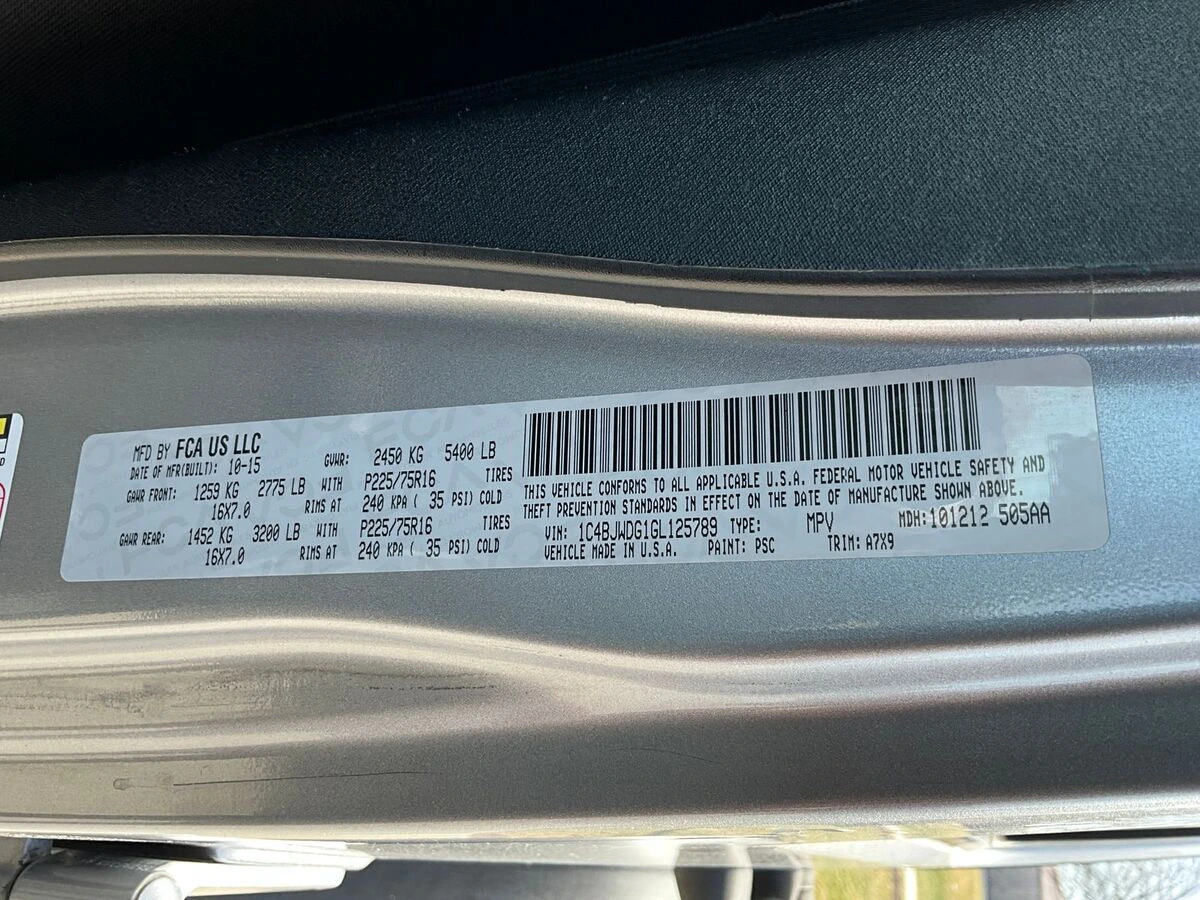 MFD BY FCA US LLC
DATE OF MFR(BUILT): 10-15 GVWR: 2450 KG 5400 LB
GAWR FRONT: 1259 KG 2775 LB WITH P225/75R16 TIRES
16X7.0 RIMS AT 240 KPA ( 35 PSI) COLD
GAWR REAR: 1452 KG 3200 LB WITH P225/75R16 TIRES
16X7.0 RIMS AT 240 KPA ( 35 PSI) COLD
THIS VEHICLE CONFORMS TO ALL APPLICABLE U.S.A. FEDERAL MOTOR VEHICLE SAFETY AND
THEFT PREVENTION STANDARDS IN EFFECT ON THE DATE OF MANUFACTURE SHOWN ABOVE.
VIN: 1C4BJWDG1GL125789 TYPE: MPV MDH: 101212 505AA
VEHICLE MADE IN U.S.A. PAINT: PSC TRIM: A7X9